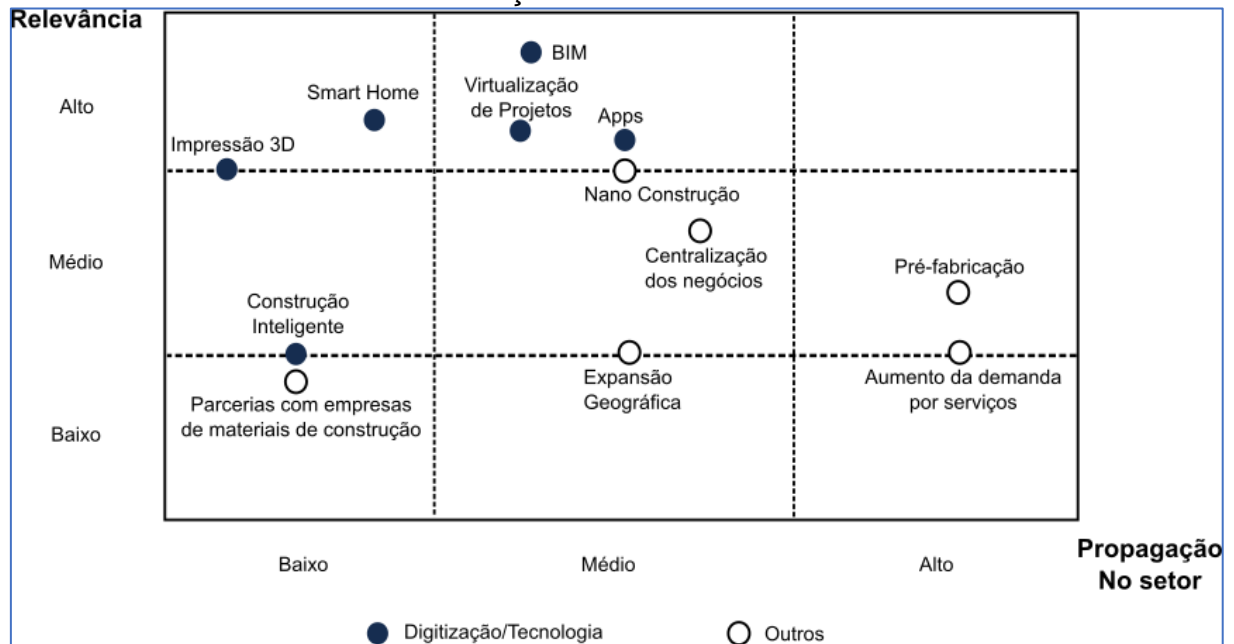 Relevância
Alto
Médio
Baixo
BIM
Smart Home
Virtualização
de Projetos
Apps
Impressão 3D
Nano Construção
Centralização
dos negócios
Pré-fabricação
Construção
Inteligente
Expansão
Geográfica
Aumento da demanda
por serviços
Parcerias com empresas
de materiais de construção
Baixo
Médio
Alto
Propagação
No setor
Digitização/Tecnologia
Outros